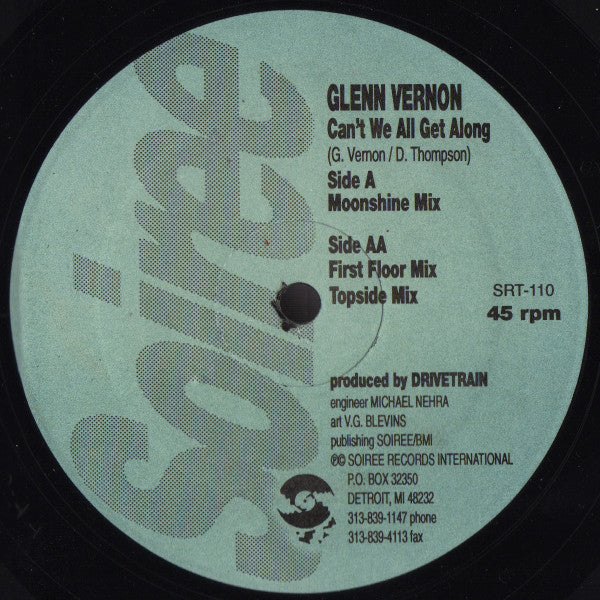 soiree
GLENN VERNON
Can't We All Get Along
(G. Vernon / D. Thompson)
Side A
Moonshine Mix
Side AA
First Floor Mix
Topside Mix
SRT-110
45 rpm
produced by DRIVETRAIN
engineer MICHAEL NEHRA
art V.G. BLEVINS
publishing SOIREE/BMI
℗© SOIREE RECORDS INTERNATIONAL
P.O. BOX 32350
DETROIT, MI 48232
313-839-1147 phone
313-839-4113 fax